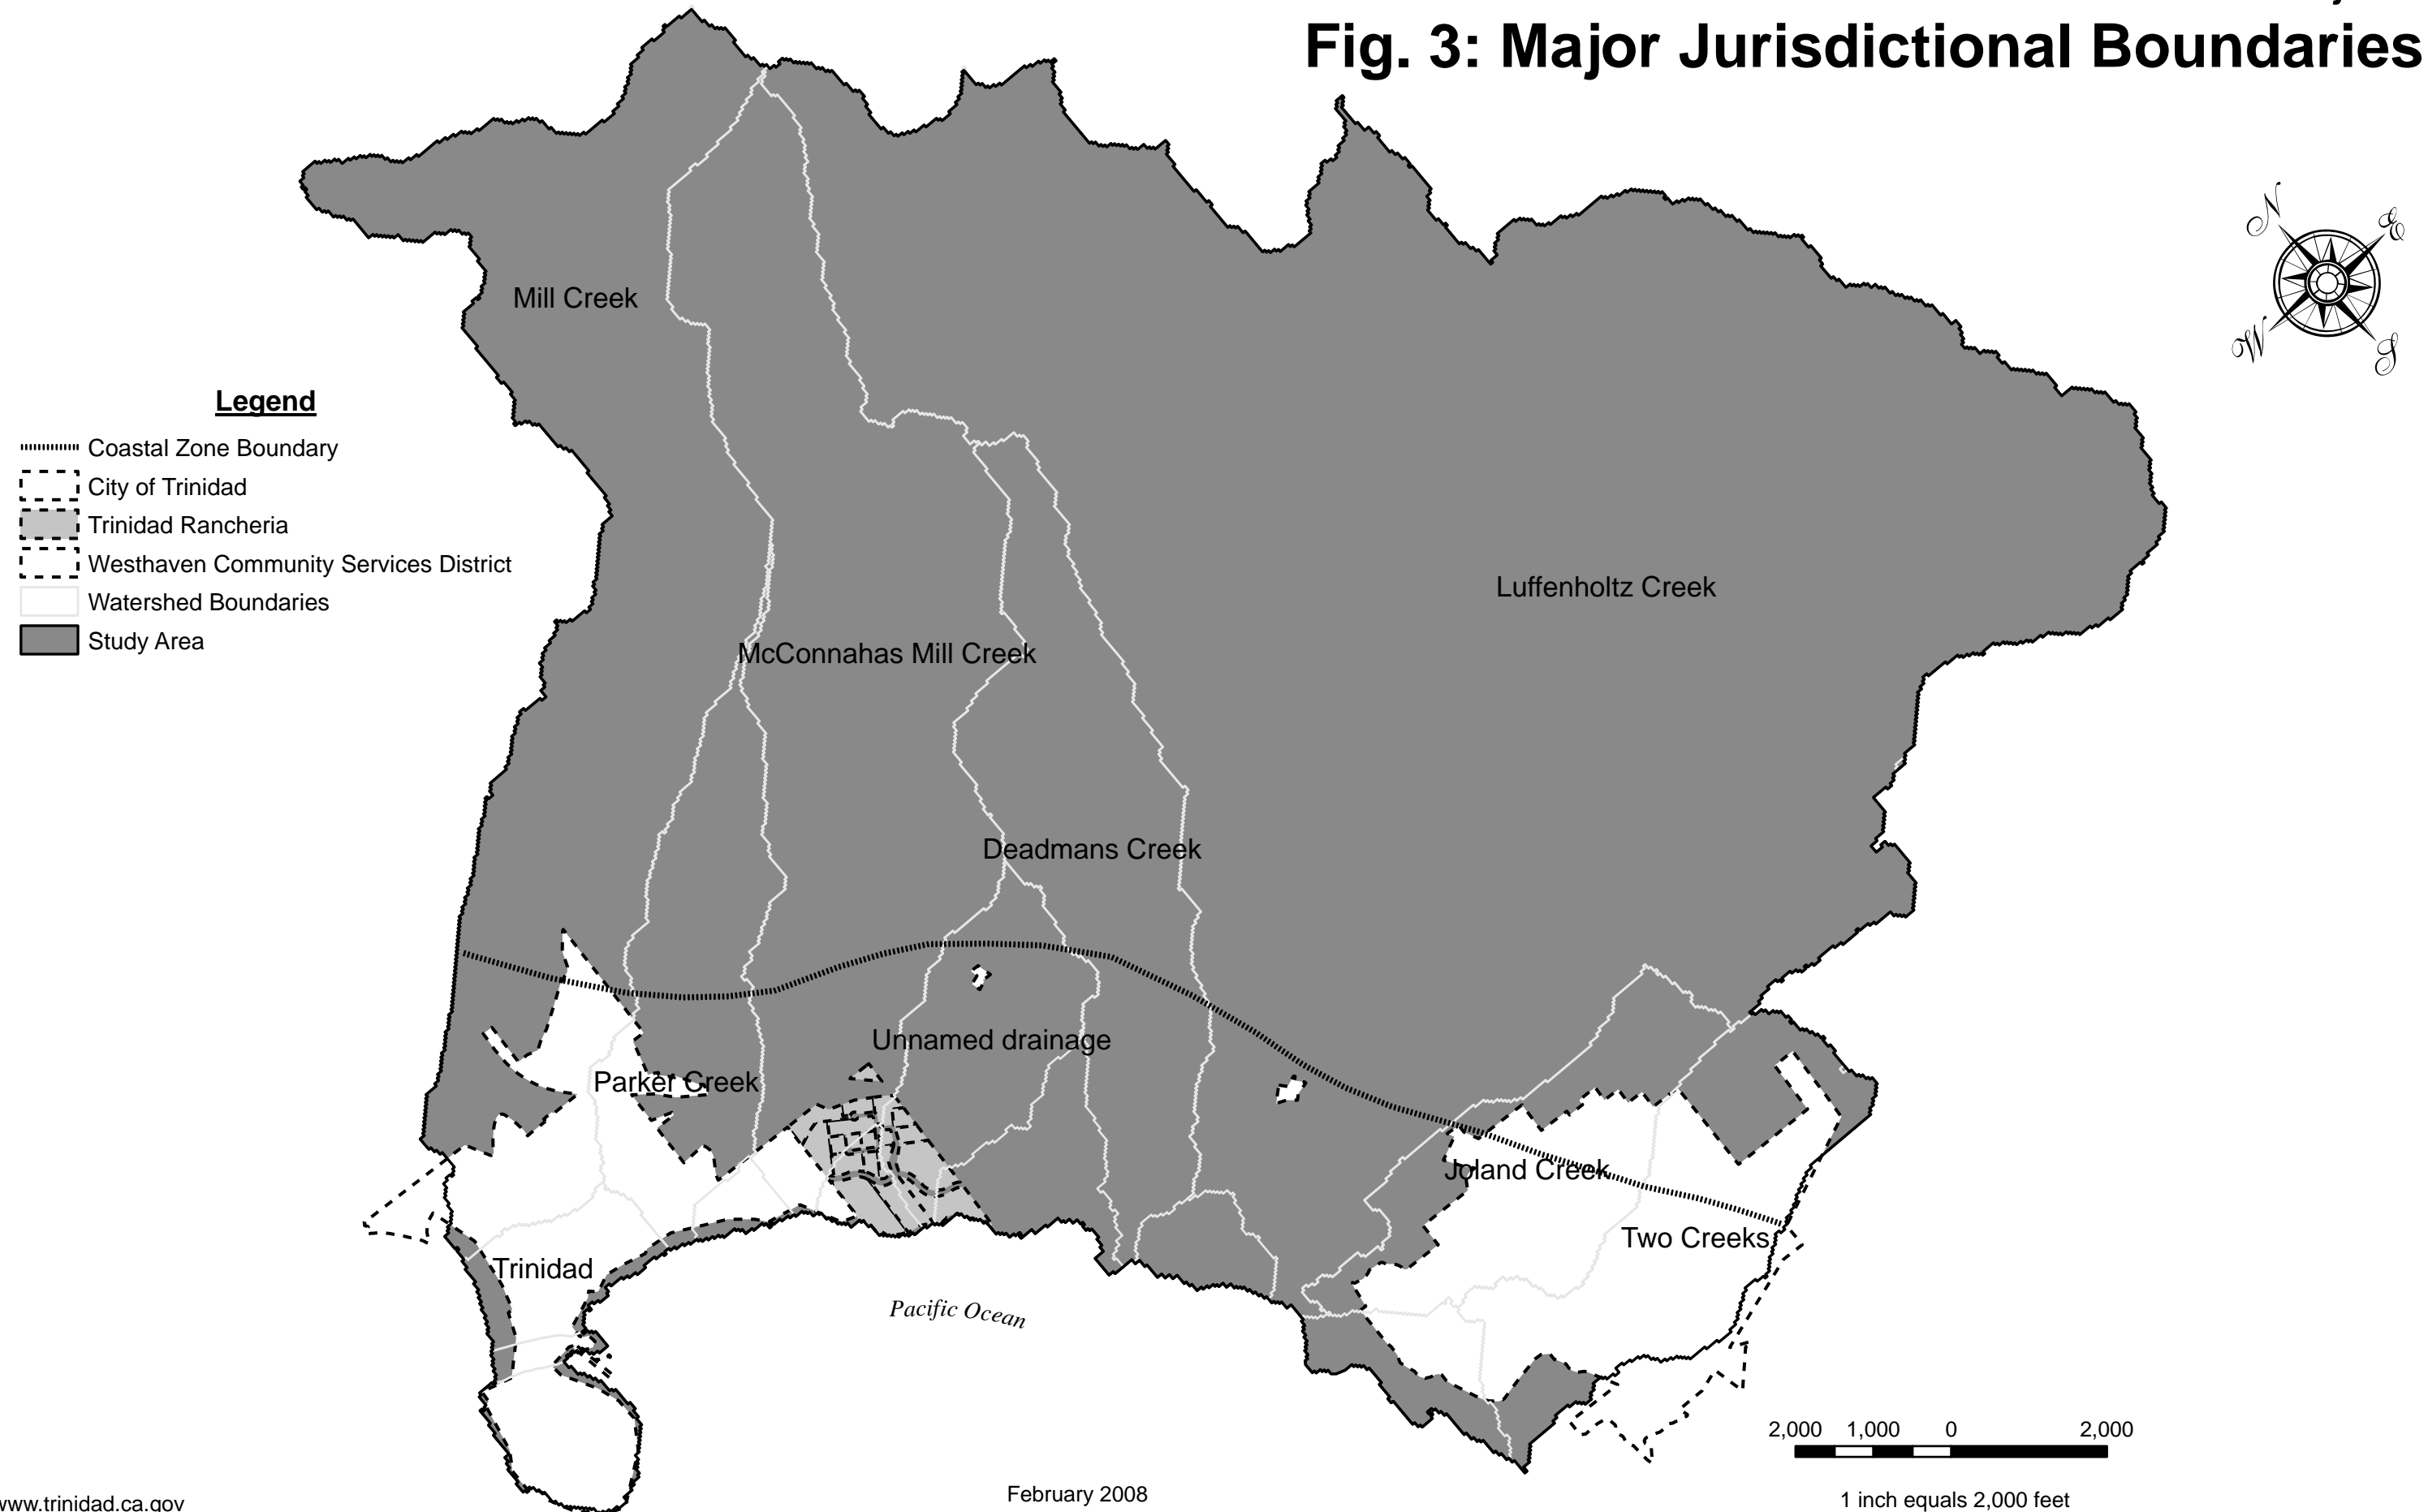 Fig. 3: Major Jurisdictional Boundaries
N
E
W
S
Legend
Coastal Zone Boundary
City of Trinidad
Trinidad Rancheria
Westhaven Community Services District
Watershed Boundaries
Study Area
Mill Creek
Luffenholtz Creek
McConnahas Mill Creek
Deadmans Creek
Unnamed drainage
Parker Creek
Joland Creek
Two Creeks
Trinidad
Pacific Ocean
2,000 1,000 0 2,000
1 inch equals 2,000 feet
February 2008
www.trinidad.ca.gov